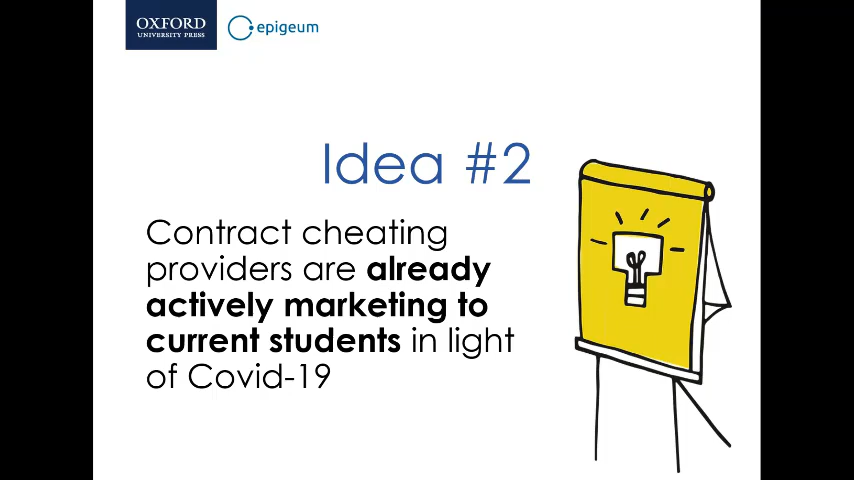 OXFORD
UNIVERSITY PRESS
epigeum
Idea #2
Contract cheating
providers are already
actively marketing to
current students in light
of Covid-19